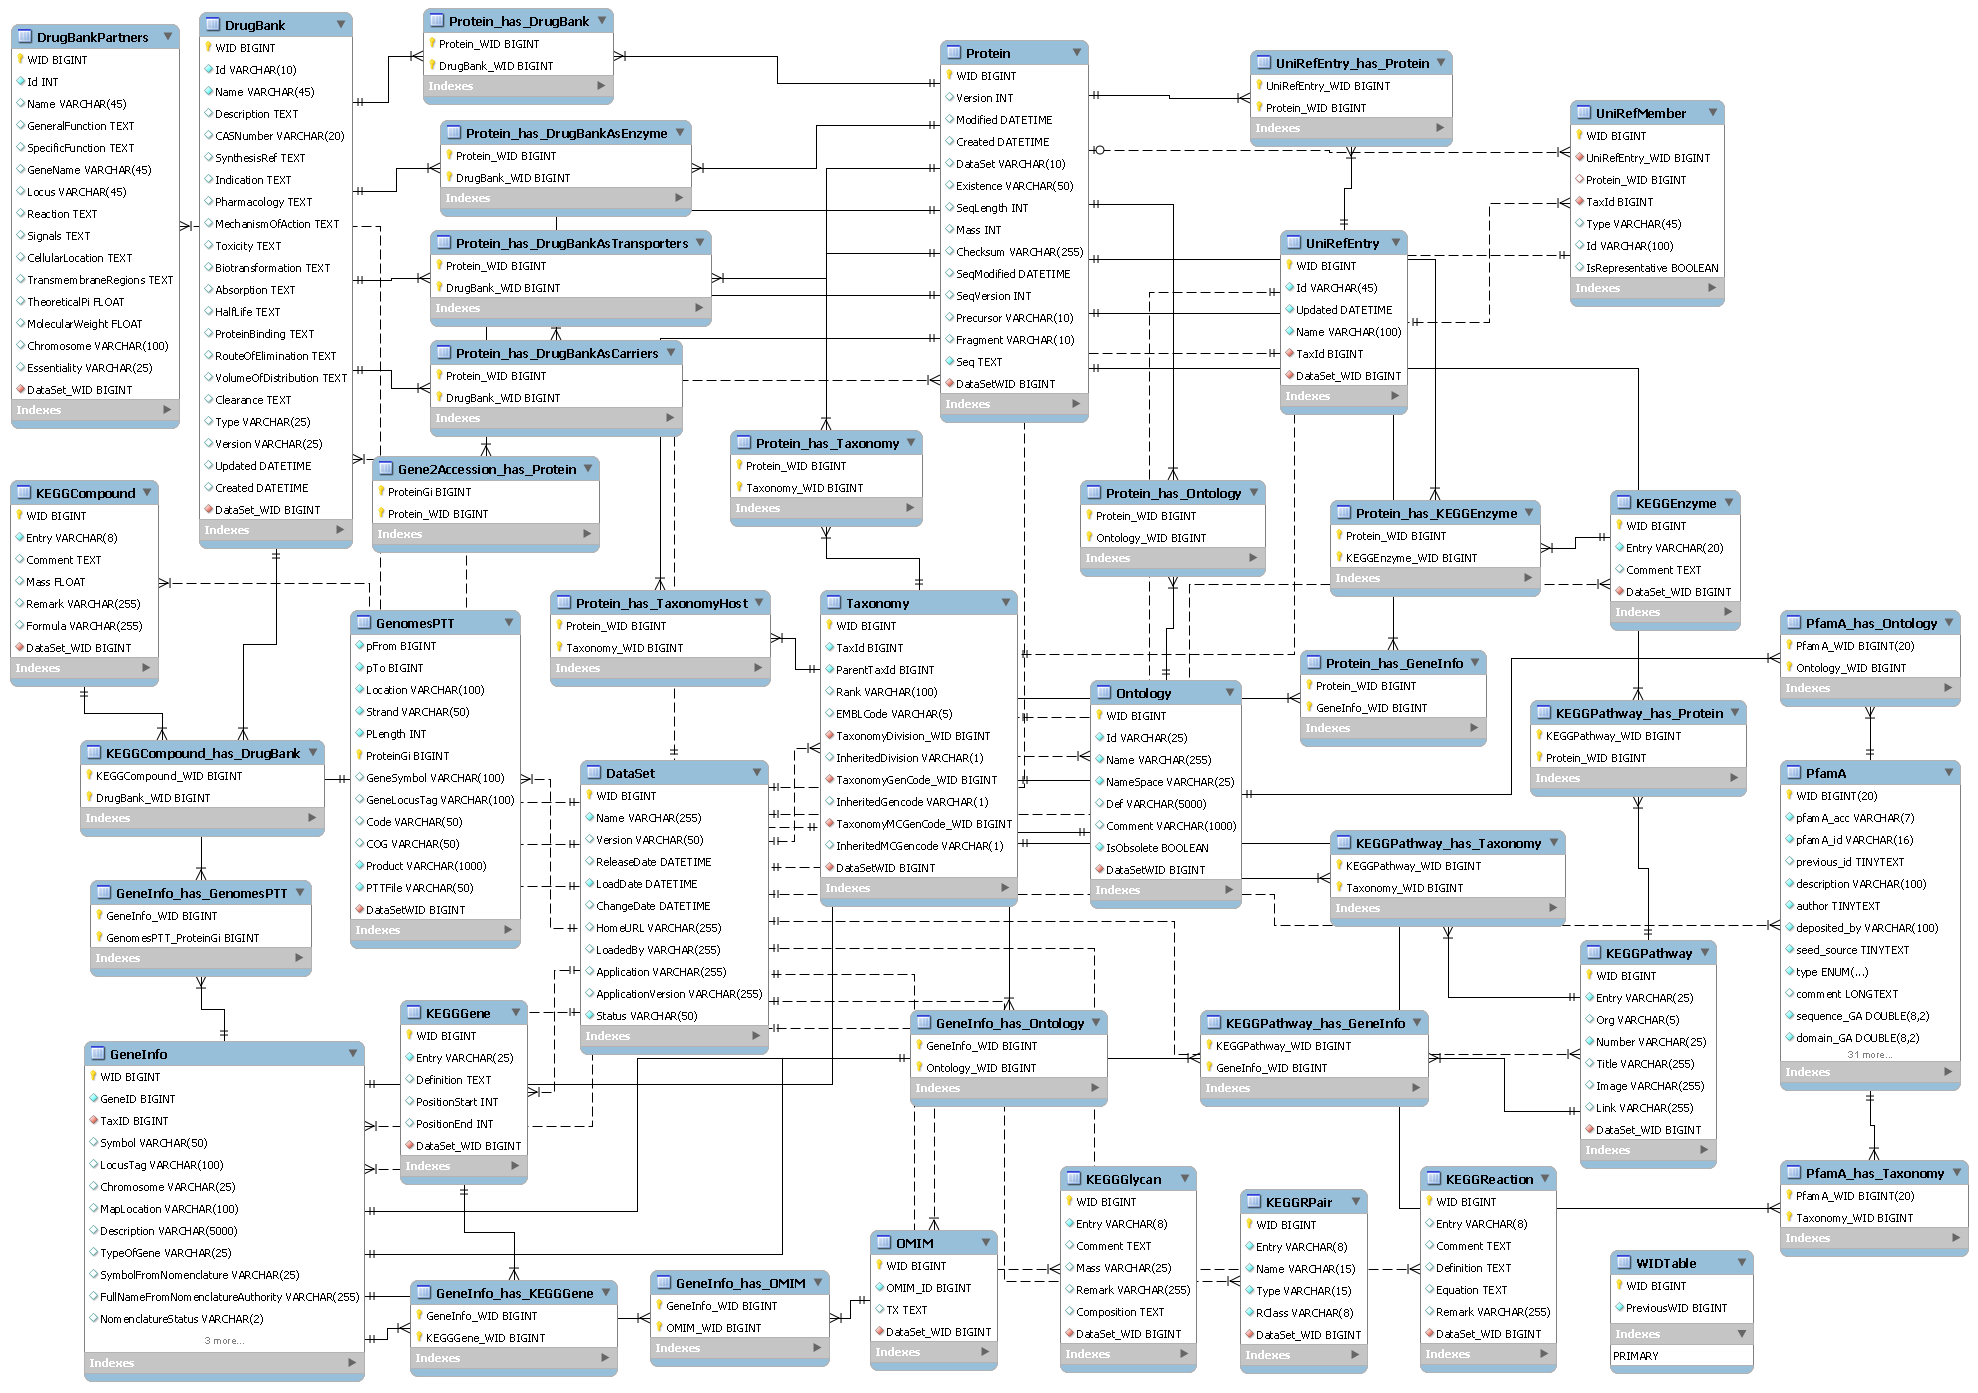 DrugBankPartners
WID BIGINT
Id INT
Name VARCHAR(45)
GeneralFunction TEXT
SpecificFunction TEXT
GeneName VARCHAR(45)
Locus VARCHAR(45)
Reaction TEXT
Signals TEXT
CellularLocation TEXT
TransmembraneRegions TEXT
TheoreticalPi FLOAT
MolecularWeight FLOAT
Chromosome VARCHAR(100)
Essentiality VARCHAR(25)
DataSet_WID BIGINT
Indexes
DrugBank
WID BIGINT
Id VARCHAR(10)
Name VARCHAR(45)
Description TEXT
CASNumber VARCHAR(20)
SynthesisRef TEXT
Indication TEXT
Pharmacology TEXT
MechanismOfAction TEXT
Toxicity TEXT
Biotransformation TEXT
Absorption TEXT
HalfLife TEXT
ProteinBinding TEXT
RouteOfElimination TEXT
VolumeOfDistribution TEXT
Clearance TEXT
Type VARCHAR(25)
Version VARCHAR(25)
Updated DATETIME
Created DATETIME
DataSet_WID BIGINT
Indexes
Protein_has_DrugBank
Protein_WID BIGINT
DrugBank_WID BIGINT
Indexes
Protein_has_DrugBankAsEnzyme
Protein_WID BIGINT
DrugBank_WID BIGINT
Indexes
Protein_has_DrugBankAsTransporters
Protein_WID BIGINT
DrugBank_WID BIGINT
Indexes
Protein_has_DrugBankAsCarriers
Protein_WID BIGINT
DrugBank_WID BIGINT
Indexes
Gene2Accession_has_Protein
ProteinGi BIGINT
Protein_WID BIGINT
Indexes
Protein
WID BIGINT
Version INT
Modified DATETIME
Created DATETIME
DataSet VARCHAR(10)
Existence VARCHAR(50)
SeqLength INT
Mass INT
Checksum VARCHAR(255)
SeqModified DATETIME
SeqVersion INT
Precursor VARCHAR(10)
Fragment VARCHAR(10)
Seq TEXT
DataSetWID BIGINT
Indexes
UniRefEntry_has_Protein
UniRefEntry_WID BIGINT
Protein_WID BIGINT
Indexes
UniRefMember
WID BIGINT
UniRefEntry_WID BIGINT
Protein_WID BIGINT
TaxId BIGINT
Type VARCHAR(45)
Id VARCHAR(100)
IsRepresentative BOOLEAN
Indexes
UniRefEntry
WID BIGINT
Id VARCHAR(45)
Updated DATETIME
Name VARCHAR(100)
TaxId BIGINT
DataSet_WID BIGINT
Indexes
KEGGCompound
WID BIGINT
Entry VARCHAR(8)
Comment TEXT
Mass FLOAT
Remark VARCHAR(255)
Formula VARCHAR(255)
DataSet_WID BIGINT
Indexes
Protein_has_Taxonomy
Protein_WID BIGINT
Taxonomy_WID BIGINT
Indexes
Protein_has_Ontology
Protein_WID BIGINT
Ontology_WID BIGINT
Indexes
Protein_has_KEGGEnzyme
Protein_WID BIGINT
KEGGEnzyme_WID BIGINT
Indexes
KEGGEnzyme
WID BIGINT
Entry VARCHAR(20)
Comment TEXT
DataSet_WID BIGINT
Indexes
GenomesPTT
pFrom BIGINT
pTo BIGINT
Location VARCHAR(100)
Strand VARCHAR(50)
PLength INT
ProteinGi BIGINT
GeneSymbol VARCHAR(100)
GeneLocusTag VARCHAR(100)
Code VARCHAR(50)
COG VARCHAR(50)
Product VARCHAR(1000)
PTTFile VARCHAR(50)
DataSetWID BIGINT
Indexes
Protein_has_TaxonomyHost
Protein_WID BIGINT
Taxonomy_WID BIGINT
Indexes
Taxonomy
WID BIGINT
TaxId BIGINT
ParentTaxId BIGINT
Rank VARCHAR(100)
EMBLCode VARCHAR(5)
TaxonomyDivision_WID BIGINT
InheritedDivision VARCHAR(1)
TaxonomyGenCode_WID BIGINT
InheritedGencode VARCHAR(1)
TaxonomyMCGenCode_WID BIGINT
InheritedMCGencode VARCHAR(1)
DataSetWID BIGINT
Indexes
Ontology
WID BIGINT
Id VARCHAR(25)
Name VARCHAR(255)
NameSpace VARCHAR(25)
Def VARCHAR(5000)
Comment VARCHAR(1000)
IsObsolete BOOLEAN
DataSetWID BIGINT
Indexes
Protein_has_GeneInfo
Protein_WID BIGINT
GeneInfo_WID BIGINT
Indexes
PfamA_has_Ontology
PfamA_WID BIGINT(20)
Ontology_WID BIGINT
Indexes
KEGGPathway_has_Protein
KEGGPathway_WID BIGINT
Protein_WID BIGINT
Indexes
KEGGCompound_has_DrugBank
KEGGCompound_WID BIGINT
DrugBank_WID BIGINT
Indexes
DataSet
WID BIGINT
Name VARCHAR(255)
Version VARCHAR(50)
ReleaseDate DATETIME
LoadDate DATETIME
ChangeDate DATETIME
HomeURL VARCHAR(255)
LoadedBy VARCHAR(255)
Application VARCHAR(255)
ApplicationVersion VARCHAR(255)
Status VARCHAR(50)
Indexes
PfamA
WID BIGINT(20)
pfamA_acc VARCHAR(7)
pfamA_id VARCHAR(16)
previous_id TINYTEXT
description VARCHAR(100)
author TINYTEXT
deposited_by VARCHAR(100)
seed_source TINYTEXT
type ENUM(...)
comment LONGTEXT
sequence_GA DOUBLE(8,2)
domain_GA DOUBLE(8,2)
31 more...
Indexes
KEGGPathway_has_Taxonomy
KEGGPathway_WID BIGINT
Taxonomy_WID BIGINT
Indexes
GeneInfo_has_GenomesPTT
GeneInfo_WID BIGINT
GenomesPTT_ProteinGi BIGINT
Indexes
KEGGPathway
WID BIGINT
Entry VARCHAR(25)
Org VARCHAR(5)
Number VARCHAR(25)
Title VARCHAR(255)
Image VARCHAR(255)
Link VARCHAR(255)
DataSet_WID BIGINT
Indexes
KEGGGene
WID BIGINT
Entry VARCHAR(25)
Definition TEXT
PositionStart INT
PositionEnd INT
DataSet_WID BIGINT
Indexes
GeneInfo_has_Ontology
GeneInfo_WID BIGINT
Ontology_WID BIGINT
Indexes
KEGGPathway_has_GeneInfo
KEGGPathway_WID BIGINT
GeneInfo_WID BIGINT
Indexes
GeneInfo
WID BIGINT
GeneID BIGINT
TaxID BIGINT
Symbol VARCHAR(50)
LocusTag VARCHAR(100)
Chromosome VARCHAR(25)
MapLocation VARCHAR(100)
Description VARCHAR(5000)
TypeOfGene VARCHAR(25)
SymbolFromNomenclature VARCHAR(25)
FullNameFromNomenclatureAuthority VARCHAR(255)
NomenclatureStatus VARCHAR(2)
3 more...
Indexes
GeneInfo_has_KEGGGene
GeneInfo_WID BIGINT
KEGGGene_WID BIGINT
Indexes
GeneInfo_has_OMIM
GeneInfo_WID BIGINT
OMIM_WID BIGINT
Indexes
OMIM
WID BIGINT
OMIM_ID BIGINT
TX TEXT
DataSet_WID BIGINT
Indexes
KEGGGlycan
WID BIGINT
Entry VARCHAR(8)
Comment TEXT
Mass VARCHAR(25)
Remark VARCHAR(255)
Composition TEXT
DataSet_WID BIGINT
Indexes
KEGGRPair
WID BIGINT
Entry VARCHAR(8)
Name VARCHAR(15)
Type VARCHAR(15)
RClass VARCHAR(8)
DataSet_WID BIGINT
Indexes
KEGGReaction
WID BIGINT
Entry VARCHAR(8)
Comment TEXT
Definition TEXT
Equation TEXT
Remark VARCHAR(255)
DataSet_WID BIGINT
Indexes
PfamA_has_Taxonomy
PfamA_WID BIGINT(20)
Taxonomy_WID BIGINT
Indexes
WIDTable
WID BIGINT
PreviousWID BIGINT
Indexes
PRIMARY